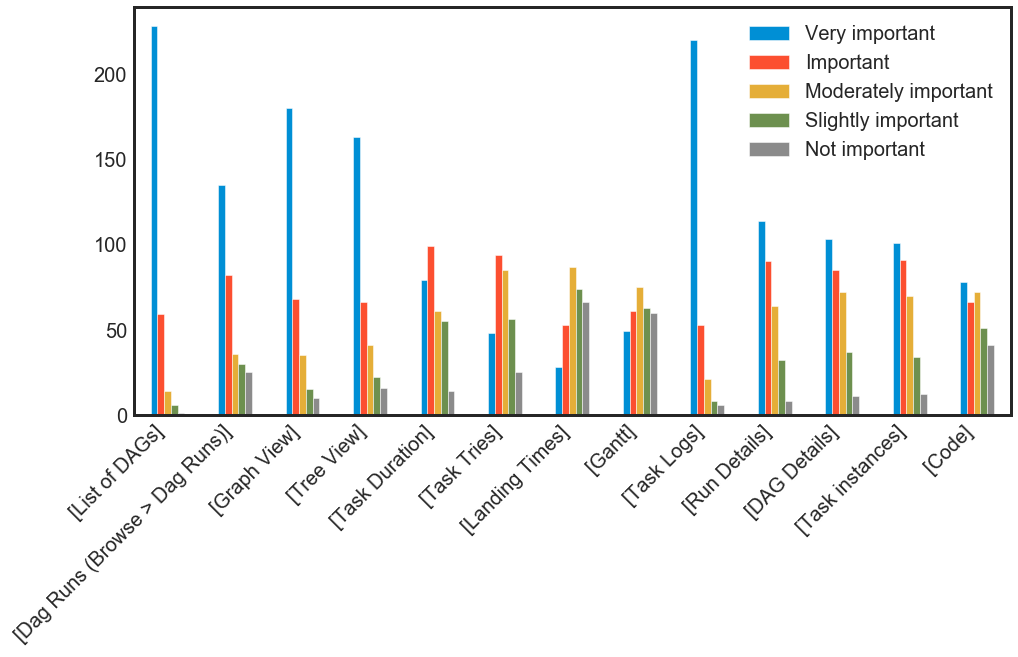 200
150
100
50
0
Very important
Important
Moderately important
Slightly important
Not important
[List of DAGs]
[Dag Runs (Browse > Dag Runs)]
[Graph View]
[Tree View]
[Task Duration]
[Task Tries]
[Landing Times]
[Gantt]
[Task Logs]
[Run Details]
[DAG Details]
[Task instances]
[Code]